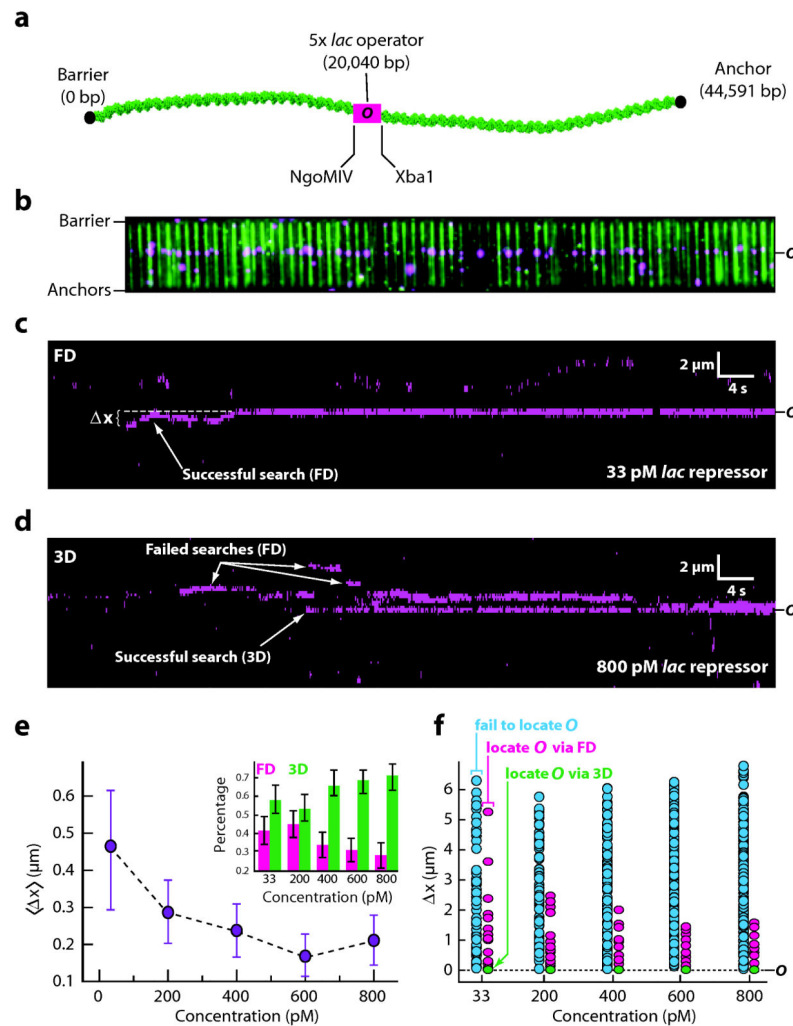 a
5x lac operator
(20,040 bp)
Barrier
(0 bp)
Anchor
(44,591 bp)
O
NgoMIV
Xba1
b
Barrier
O
Anchors
c
FD
2 µm
4 s
Δx
O
Successful search (FD)
33 pM lac repressor
d
3D
Failed searches (FD)
2 µm
4 s
O
Successful search (3D)
800 pM lac repressor
e
FD 3D
0.7
0.6
0.5
0.4
0.3
0.2
Percentage
33 200 400 600 800
Concentration (pM)
0.6
0.5
0.4
0.3
0.2
0.1
⟨Δx⟩ (µm)
0 200 400 600 800
Concentration (pM)
f
fail to locate O
locate O via FD
locate O via 3D
6
5
4
3
2
1
0
Δx (µm)
O
33 200 400 600 800
Concentration (pM)